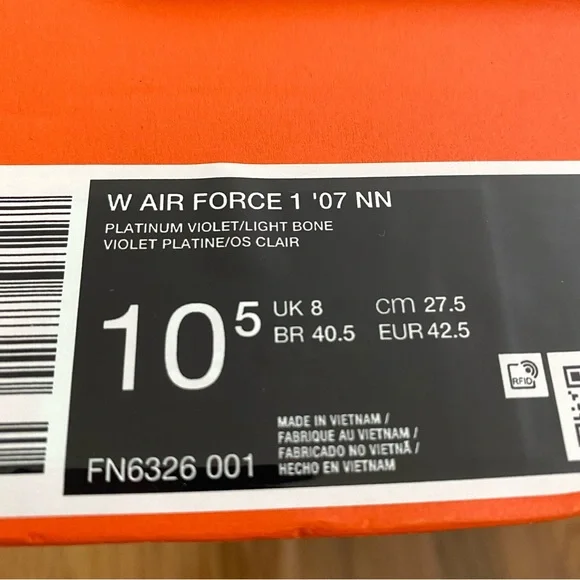 W AIR FORCE 1 '07 NN
PLATINUM VIOLET/LIGHT BONE
VIOLET PLATINE/OS CLAIR
10 5
UK 8 cm 27.5
BR 40.5 EUR 42.5
RFID
MADE IN VIETNAM /
FABRIQUE AU VIETNAM /
FABRICADO NO VIETNÃ /
HECHO EN VIETNAM
FN6326 001